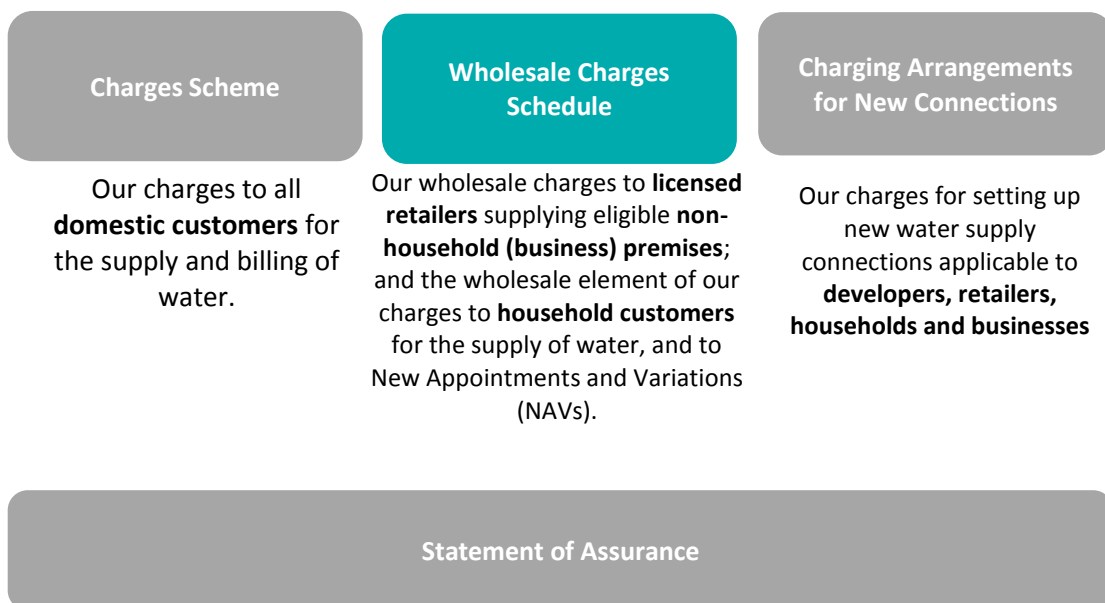 Charges Scheme
Our charges to all
domestic customers for
the supply and billing of
water.
Wholesale Charges
Schedule
Our wholesale charges to licensed
retailers supplying eligible non-
household (business) premises;
and the wholesale element of our
charges to household customers
for the supply of water, and to
New Appointments and Variations
(NAVs).
Charging Arrangements
for New Connections
Our charges for setting up
new water supply
connections applicable to
developers, retailers,
households and businesses
Statement of Assurance